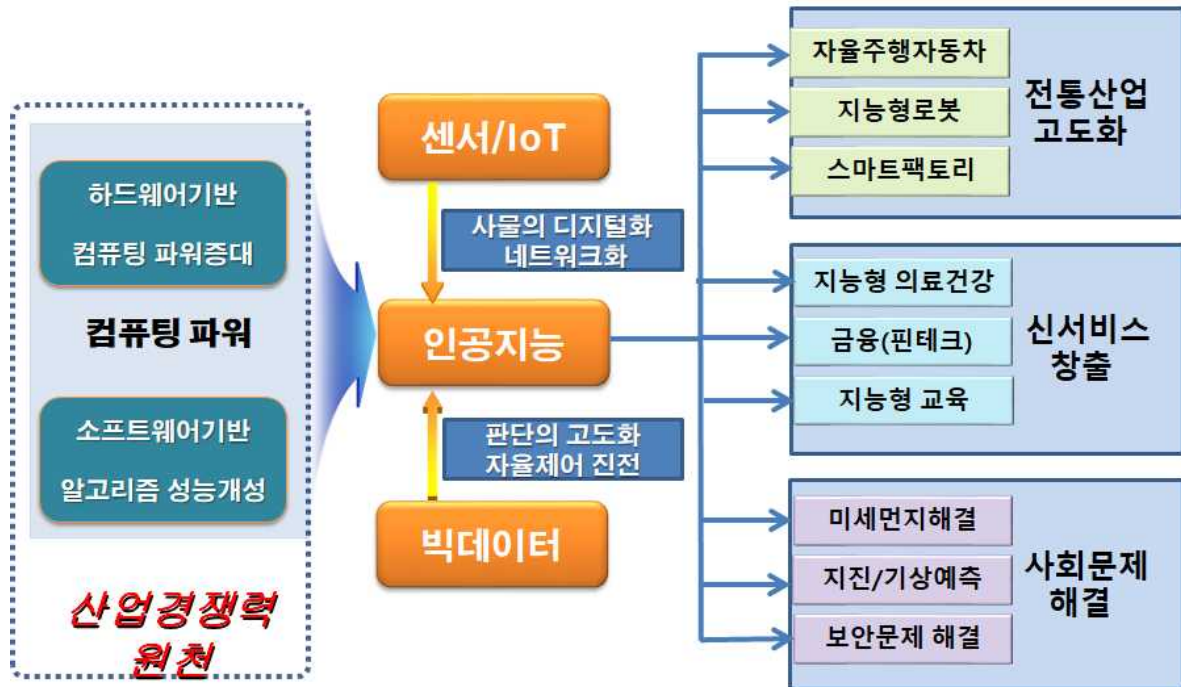 하드웨어기반
컴퓨팅 파워증대
컴퓨팅 파워
소프트웨어기반
알고리즘 성능개성
산업경쟁력
원천
센서/IoT
사물의 디지털화
네트워크화
인공지능
판단의 고도화
자율제어 진전
빅데이터
자율주행자동차
지능형로봇
스마트팩토리
전통산업
고도화
지능형 의료건강
금융(핀테크)
지능형 교육
신서비스
창출
미세먼지해결
지진/기상예측
보안문제 해결
사회문제
해결